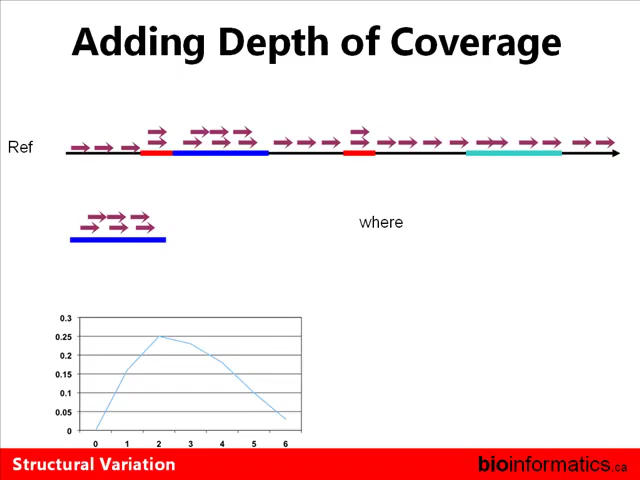 Adding Depth of Coverage
Ref
where
0.3
0.25
0.2
0.15
0.1
0.05
0
0 1 2 3 4 5 6
Structural Variation
bioinformatics.ca